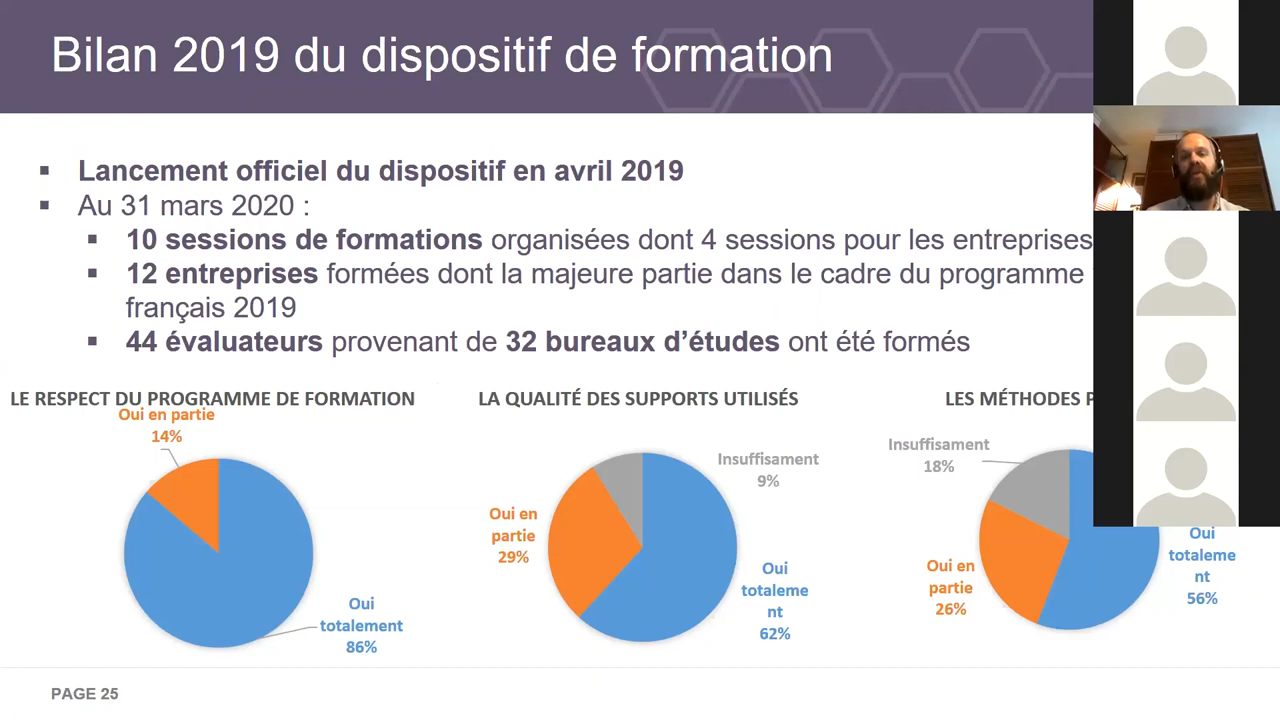 Bilan 2019 du dispositif de formation
▪ Lancement officiel du dispositif en avril 2019
▪ Au 31 mars 2020 :
▪ 10 sessions de formations organisées dont 4 sessions pour les entreprises
▪ 12 entreprises formées dont la majeure partie dans le cadre du programme
français 2019
▪ 44 évaluateurs provenant de 32 bureaux d’études ont été formés
LE RESPECT DU PROGRAMME DE FORMATION
Oui en partie
14%
Oui
totalement
86%
LA QUALITÉ DES SUPPORTS UTILISÉS
Insuffisament
9%
Oui en
partie
29%
Oui
totaleme
nt
62%
LES MÉTHODES
Insuffisament
18%
Oui en
partie
26%
Oui
totaleme
nt
56%
PAGE 25